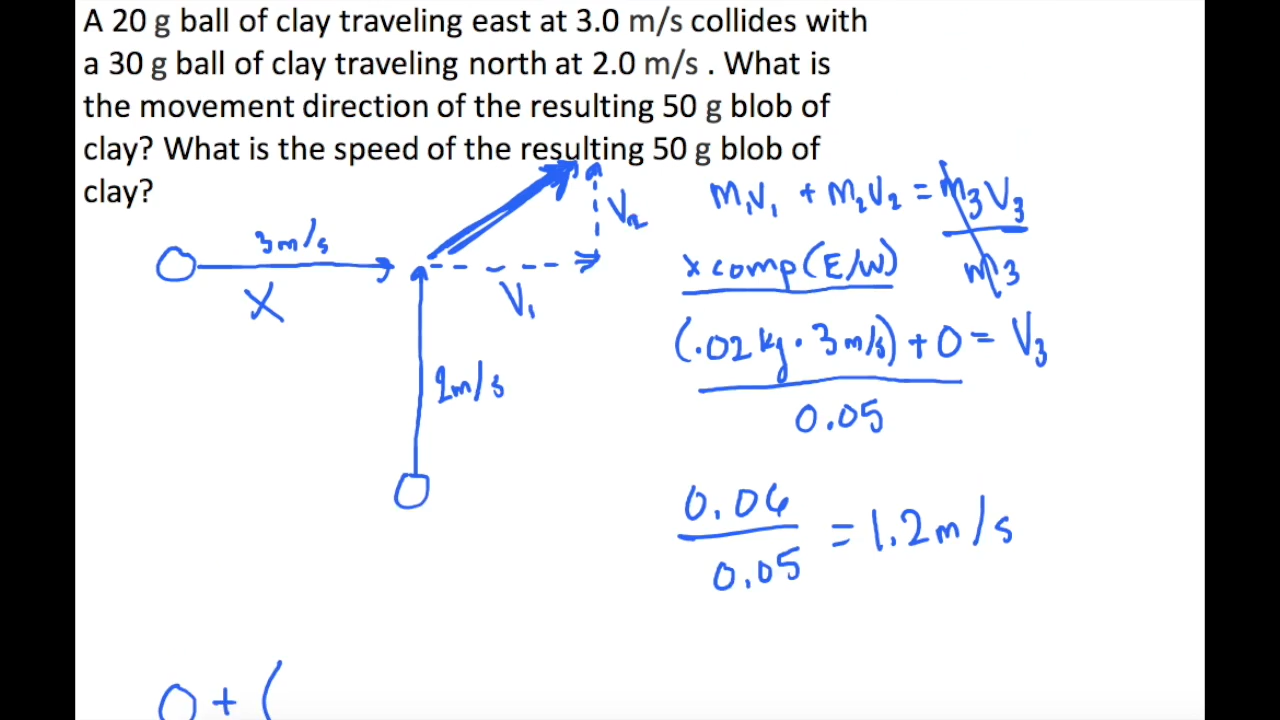 A 20 g ball of clay traveling east at 3.0 m/s collides with
a 30 g ball of clay traveling north at 2.0 m/s . What is
the movement direction of the resulting 50 g blob of
clay? What is the speed of the resulting 50 g blob of
clay?
3m/s
X
V₂
V₁
2m/s
m₁V₁ + m₂V₂ = m₃V₃
m₃
x comp (E/W)
(.02 kg · 3 m/s) + 0 = V₃
0.05
0.06
0.05
= 1.2 m/s
0 + (